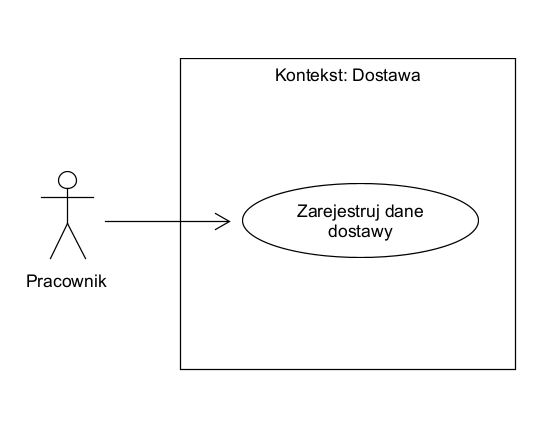 Kontekst: Dostawa
Zarejestruj dane
dostawy
Pracownik